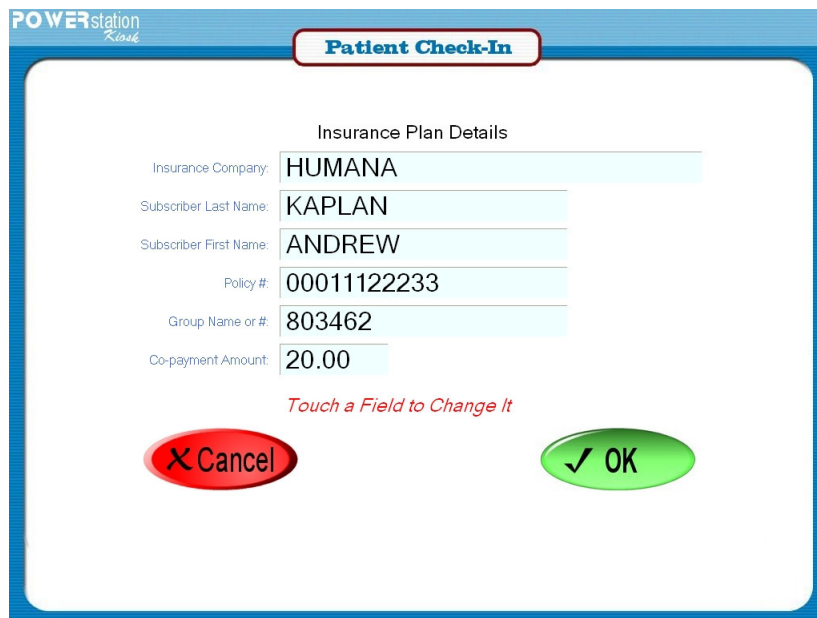 POWERstation
Kiosk
Patient Check-In
Insurance Plan Details
Insurance Company: HUMANA
Subscriber Last Name: KAPLAN
Subscriber First Name: ANDREW
Policy #: 00011122233
Group Name or #: 803462
Co-payment Amount: 20.00
Touch a Field to Change It
X Cancel
✓ OK